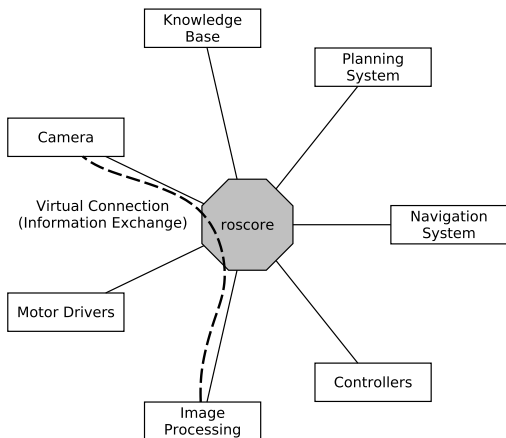 Knowledge
Base
Planning
System
Camera
Virtual Connection
(Information Exchange)
roscore
Navigation
System
Motor Drivers
Controllers
Image
Processing